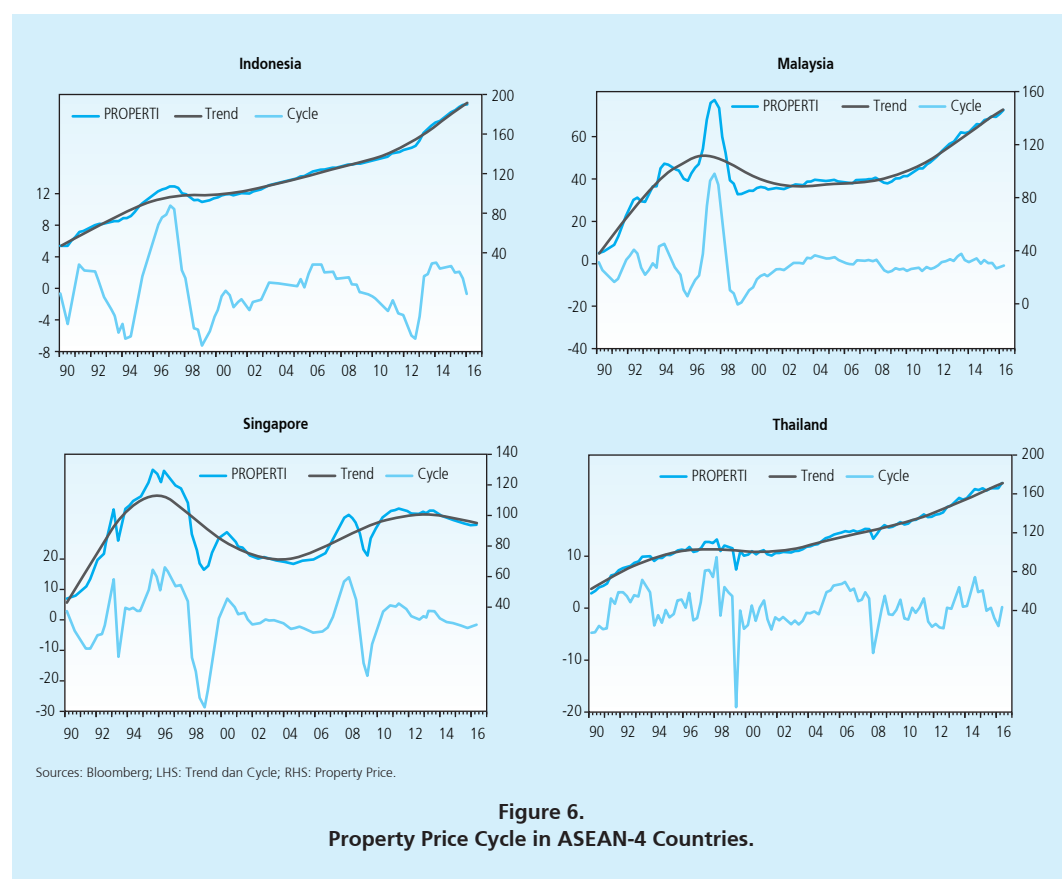 Indonesia
PROPERTI Trend Cycle
200
160
120
80
40
12
8
4
0
-4
-8
90 92 94 96 98 00 02 04 06 08 10 12 14 16
Malaysia
PROPERTI Trend Cycle
160
120
80
40
0
60
40
20
0
-20
-40
90 92 94 96 98 00 02 04 06 08 10 12 14 16
Singapore
PROPERTI Trend Cycle
140
120
100
80
60
40
20
10
0
-10
-20
-30
90 92 94 96 98 00 02 04 06 08 10 12 14 16
Thailand
PROPERTI Trend Cycle
200
160
120
80
40
10
0
-10
-20
90 92 94 96 98 00 02 04 06 08 10 12 14 16
Sources: Bloomberg; LHS: Trend dan Cycle; RHS: Property Price.
Figure 6.
Property Price Cycle in ASEAN-4 Countries.